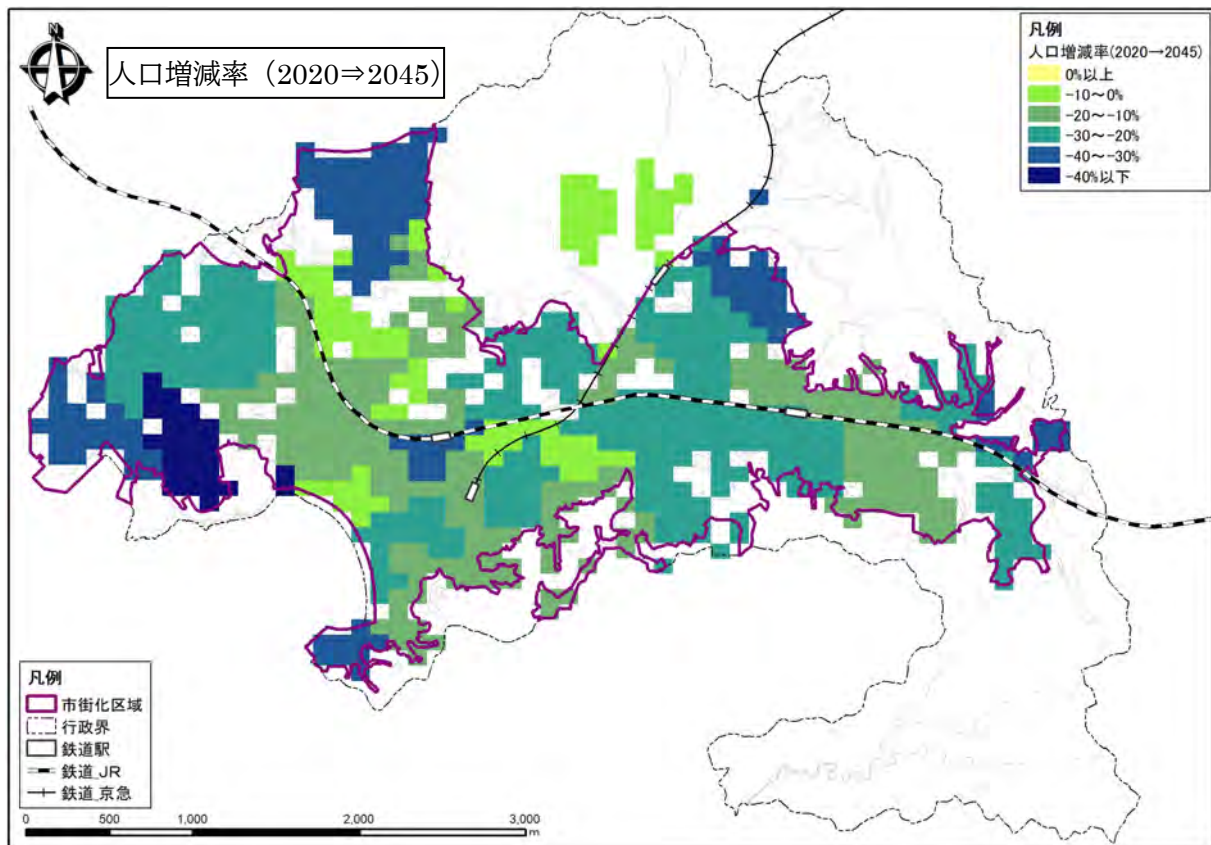 N
人口増減率（2020⇒2045）
凡例
人口増減率(2020→2045)
0%以上
-10～0%
-20～-10%
-30～-20%
-40～-30%
-40%以下
凡例
市街化区域
行政界
鉄道駅
鉄道_JR
鉄道_京急
0 500 1,000 2,000 3,000
m